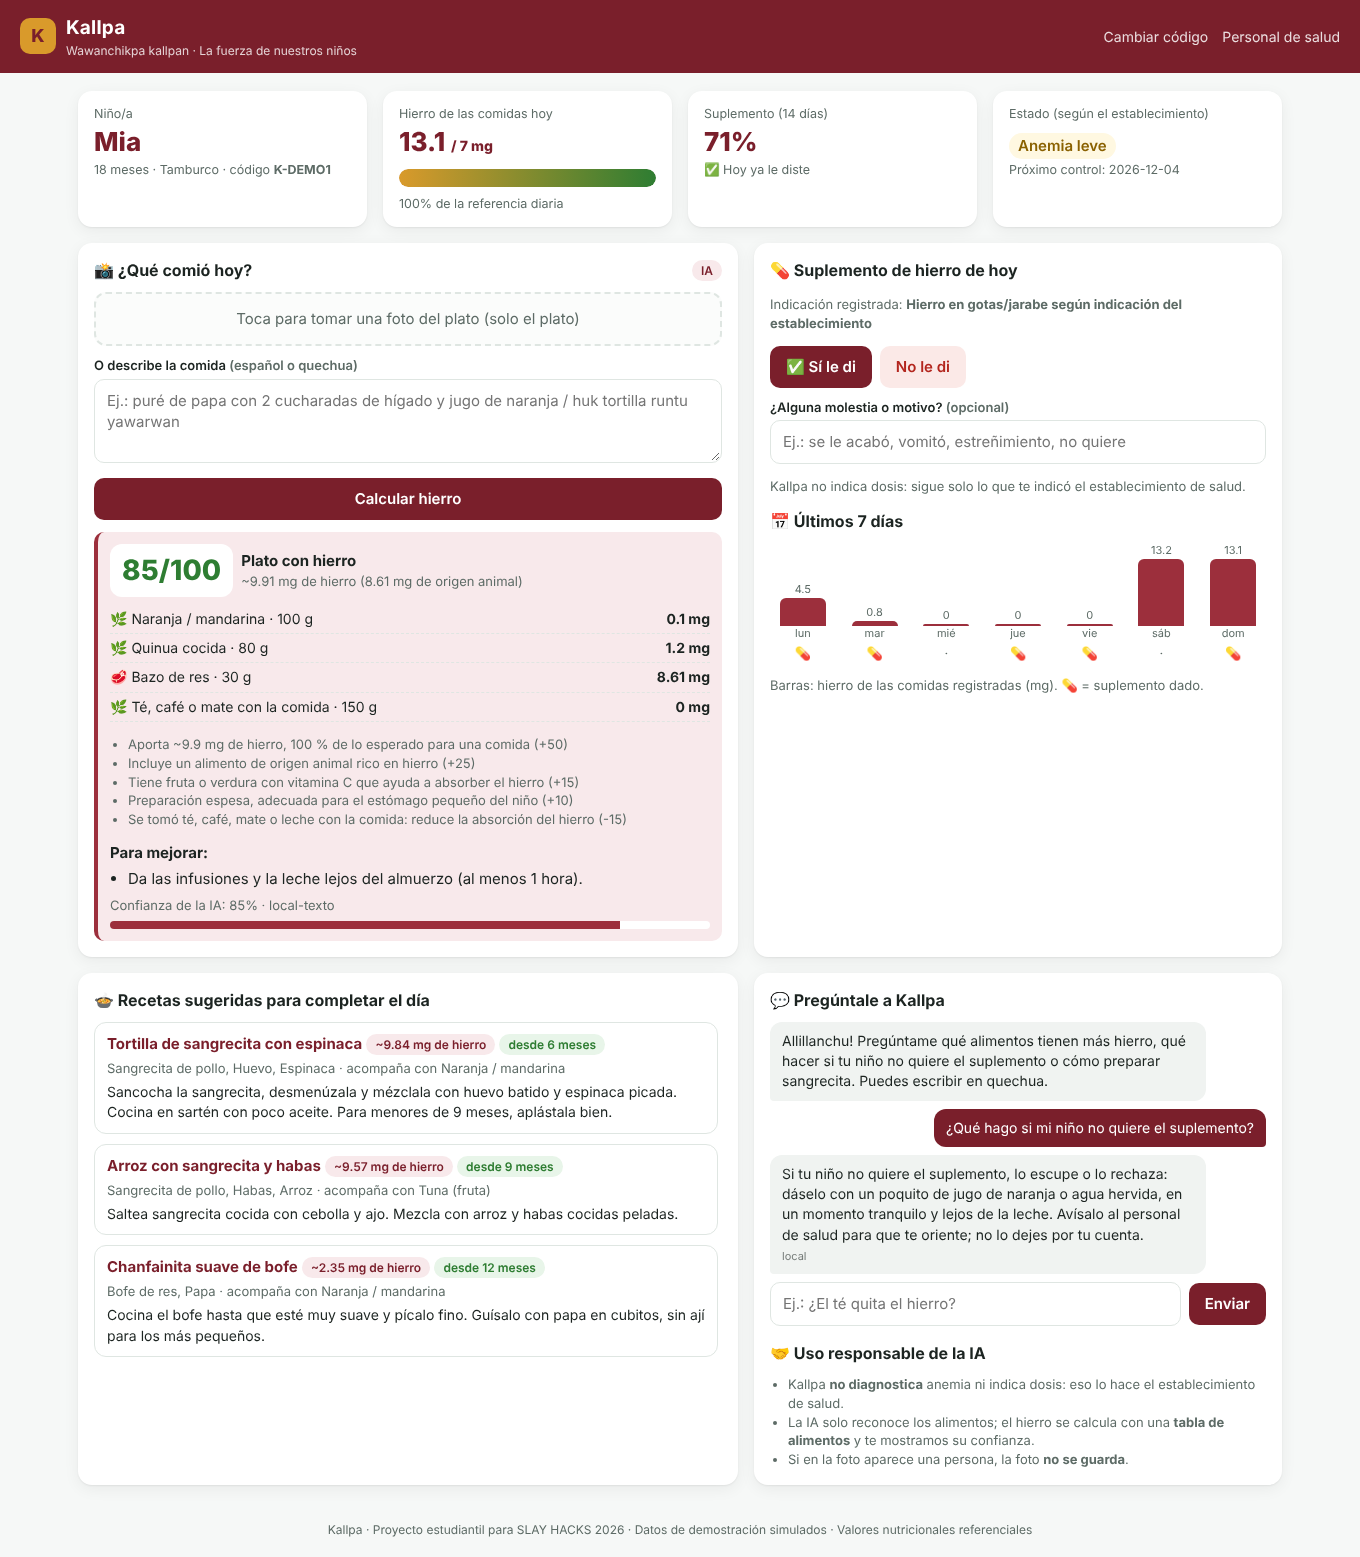 K
Kallpa
Wawanchikpa kallpan · La fuerza de nuestros niños
Cambiar código
Personal de salud
Niño/a
Mia
18 meses · Tamburco · código K-DEMO1
Hierro de las comidas hoy
13.1 / 7 mg
100% de la referencia diaria
Suplemento (14 días)
71%
✅ Hoy ya le diste
Estado (según el establecimiento)
Anemia leve
Próximo control: 2026-12-04
📸 ¿Qué comió hoy?
IA
Toca para tomar una foto del plato (solo el plato)
O describe la comida (español o quechua)
Ej.: puré de papa con 2 cucharadas de hígado y jugo de naranja / huk tortilla runtu
yawarwan
Calcular hierro
85/100
Plato con hierro
~9.91 mg de hierro (8.61 mg de origen animal)
🌿 Naranja / mandarina · 100 g 0.1 mg
🌿 Quinua cocida · 80 g 1.2 mg
🥩 Bazo de res · 30 g 8.61 mg
🌿 Té, café o mate con la comida · 150 g 0 mg
• Aporta ~9.9 mg de hierro, 100 % de lo esperado para una comida (+50)
• Incluye un alimento de origen animal rico en hierro (+25)
• Tiene fruta o verdura con vitamina C que ayuda a absorber el hierro (+15)
• Preparación espesa, adecuada para el estómago pequeño del niño (+10)
• Se tomó té, café, mate o leche con la comida: reduce la absorción del hierro (-15)
Para mejorar:
• Da las infusiones y la leche lejos del almuerzo (al menos 1 hora).
Confianza de la IA: 85% · local-texto
💊 Suplemento de hierro de hoy
Indicación registrada: Hierro en gotas/jarabe según indicación del
establecimiento
✅ Sí le di
No le di
¿Alguna molestia o motivo? (opcional)
Ej.: se le acabó, vomitó, estreñimiento, no quiere
Kallpa no indica dosis: sigue solo lo que te indicó el establecimiento de salud.
📅 Últimos 7 días
4.5 0.8 0 0 0 13.2 13.1
lun mar mié jue vie sáb dom
💊 💊 · 💊 💊 · 💊
Barras: hierro de las comidas registradas (mg). 💊 = suplemento dado.
🍲 Recetas sugeridas para completar el día
Tortilla de sangrecita con espinaca ~9.84 mg de hierro desde 6 meses
Sangrecita de pollo, Huevo, Espinaca · acompaña con Naranja / mandarina
Sancocha la sangrecita, desmenúzala y mézclala con huevo batido y espinaca picada.
Cocina en sartén con poco aceite. Para menores de 9 meses, aplástala bien.
Arroz con sangrecita y habas ~9.57 mg de hierro desde 9 meses
Sangrecita de pollo, Habas, Arroz · acompaña con Tuna (fruta)
Saltea sangrecita cocida con cebolla y ajo. Mezcla con arroz y habas cocidas peladas.
Chanfainita suave de bofe ~2.35 mg de hierro desde 12 meses
Bofe de res, Papa · acompaña con Naranja / mandarina
Cocina el bofe hasta que esté muy suave y pícalo fino. Guísalo con papa en cubitos, sin ají
para los más pequeños.
💬 Pregúntale a Kallpa
Allillanchu! Pregúntame qué alimentos tienen más hierro, qué
hacer si tu niño no quiere el suplemento o cómo preparar
sangrecita. Puedes escribir en quechua.
¿Qué hago si mi niño no quiere el suplemento?
Si tu niño no quiere el suplemento, lo escupe o lo rechaza:
dáselo con un poquito de jugo de naranja o agua hervida, en
un momento tranquilo y lejos de la leche. Avísalo al personal
de salud para que te oriente; no lo dejes por tu cuenta.
local
Ej.: ¿El té quita el hierro?
Enviar
🤝 Uso responsable de la IA
• Kallpa no diagnostica anemia ni indica dosis: eso lo hace el establecimiento
de salud.
• La IA solo reconoce los alimentos; el hierro se calcula con una tabla de
alimentos y te mostramos su confianza.
• Si en la foto aparece una persona, la foto no se guarda.
Kallpa · Proyecto estudiantil para SLAY HACKS 2026 · Datos de demostración simulados · Valores nutricionales referenciales